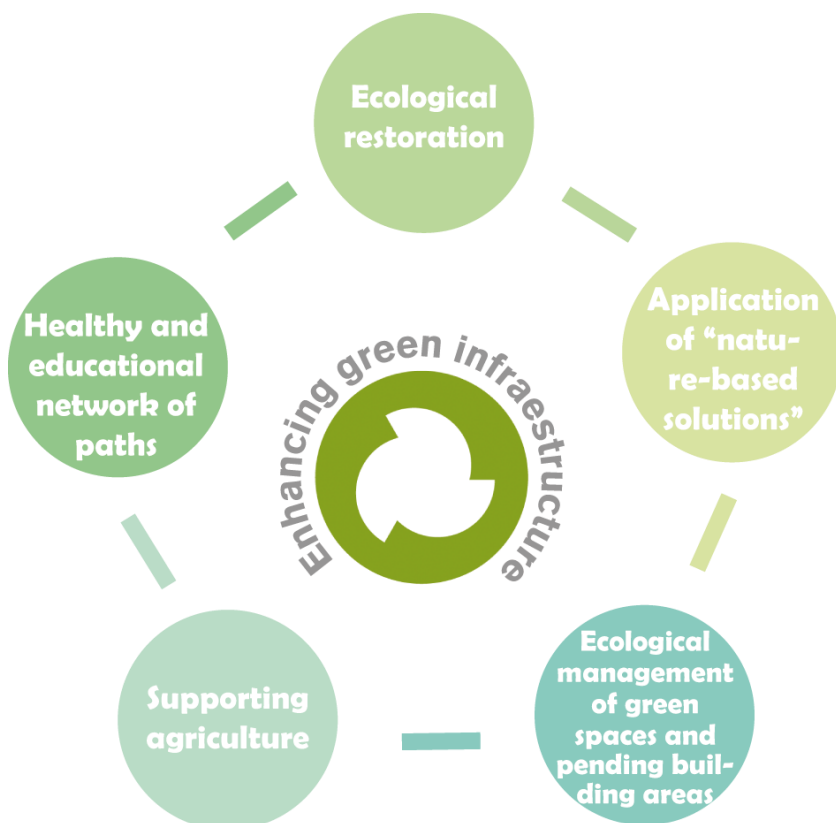 Ecological
restoration
Application
of “natu-
re-based
solutions”
Ecological
management
of green
spaces and
pending buil-
ding areas
Supporting
agriculture
Healthy and
educational
network of
paths
Enhancing green infraestructure